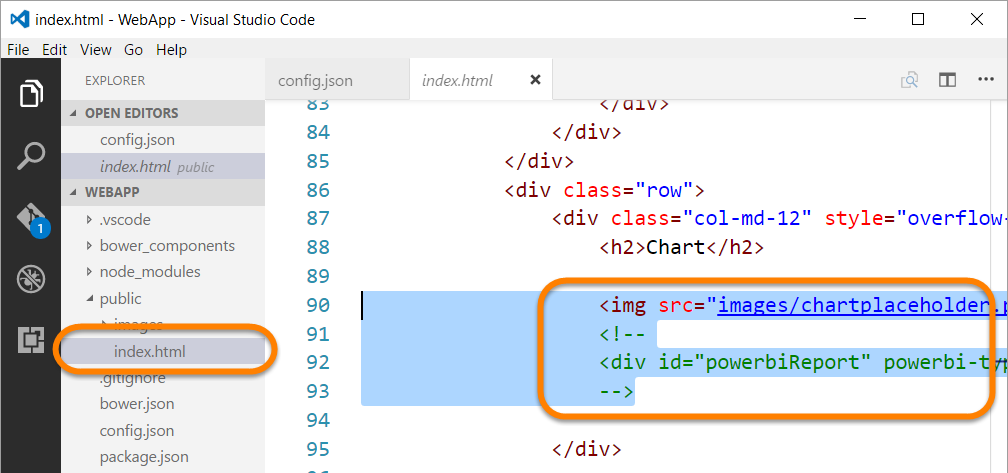 index.html - WebApp - Visual Studio Code
File Edit View Go Help
EXPLORER
OPEN EDITORS
config.json
index.html public
WEBAPP
.vscode
bower_components
node_modules
public
images
index.html
.gitignore
bower.json
config.json
package.json
1
config.json index.html
83 </div>
84 </div>
85 </div>
86 <div class="row">
87 <div class="col-md-12" style="overflow-
88 <h2>Chart</h2>
89
90 <img src="images/chartplaceholder.p
91 <!--
92 <div id="powerbiReport" powerbi-typ
93 -->
94
95 </div>